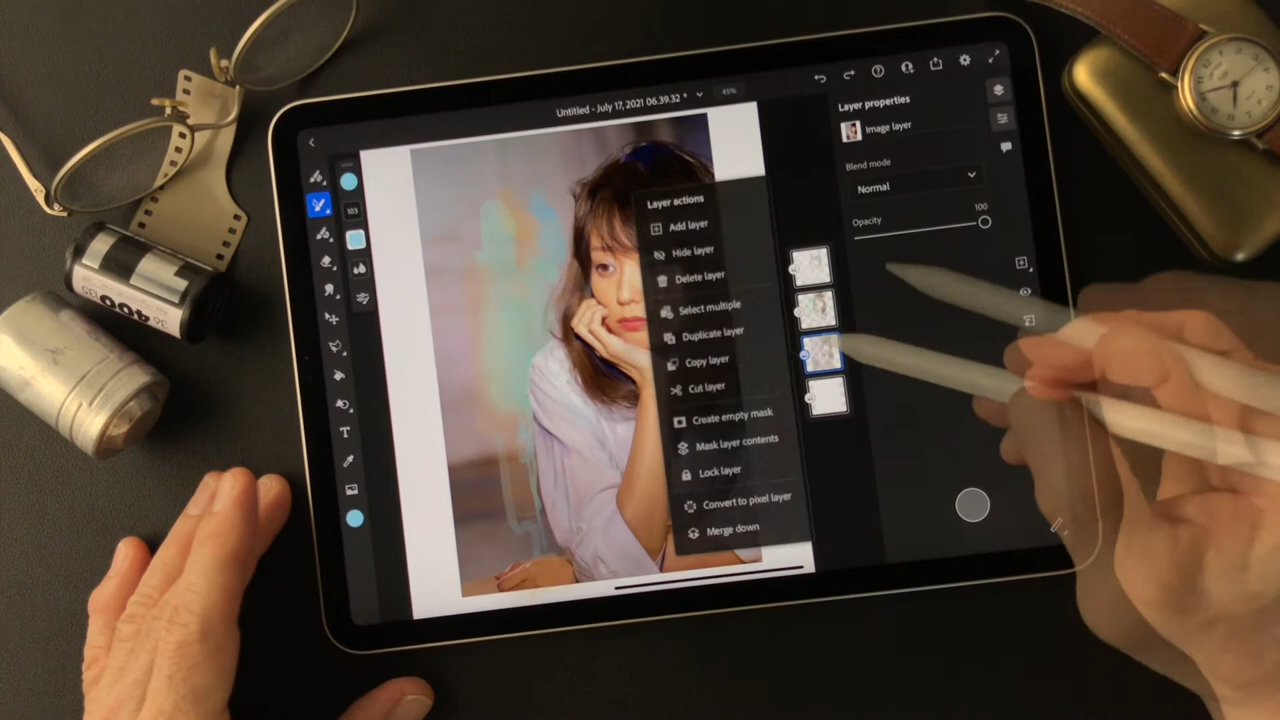 Untitled - July 17, 2021 06.39.32 *
45%
103
T
Layer actions
Add layer
Hide layer
Delete layer
Select multiple
Duplicate layer
Copy layer
Cut layer
Create empty mask
Mask layer contents
Lock layer
Convert to pixel layer
Merge down
Layer properties
Image layer
Blend mode
Normal
Opacity
100
400
36
135